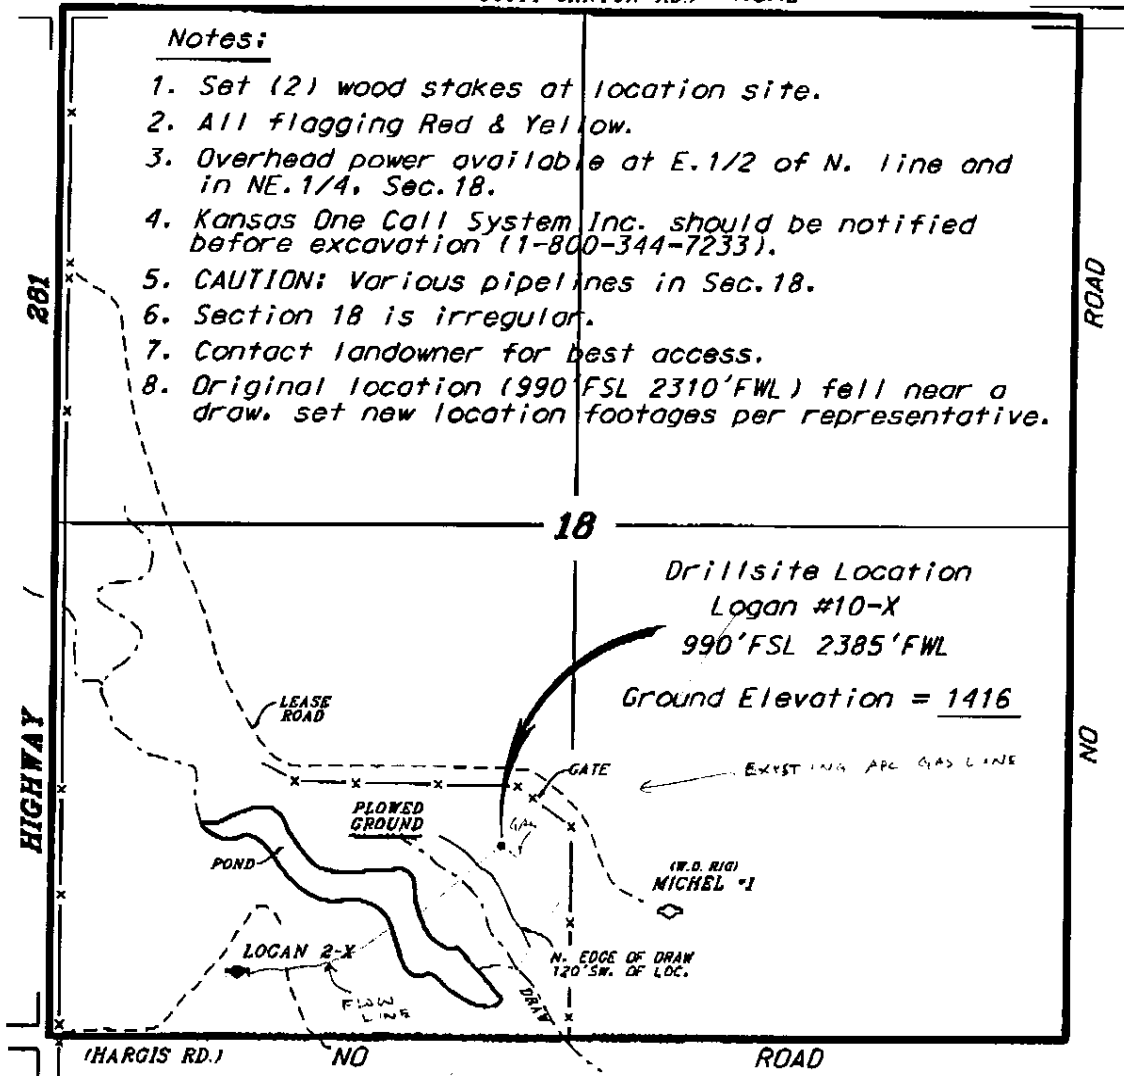 Notes:
1. Set (2) wood stakes at location site.
2. All flagging Red & Yellow.
3. Overhead power available at E.1/2 of N. line and
in NE.1/4, Sec.18.
4. Kansas One Call System Inc. should be notified
before excavation (1-800-344-7233).
5. CAUTION: Various pipelines in Sec.18.
6. Section 18 is irregular.
7. Contact landowner for best access.
8. Original location (990'FSL 2310'FWL) fell near a
draw, set new location footages per representative.
281
ROAD
18
Drillsite Location
Logan #10-X
990'FSL 2385'FWL
Ground Elevation = 1416
LEASE
ROAD
HIGHWAY
NO
GATE
EXISTING APC GAS LINE
PLOWED
GROUND
GAS
POND
(W.D. RIG)
MICHEL #1
LOGAN 2-X
N. EDGE OF DRAW
120'SW. OF LOC.
FLOW
LINE
DRAW
(HARGIS RD.)
NO
ROAD